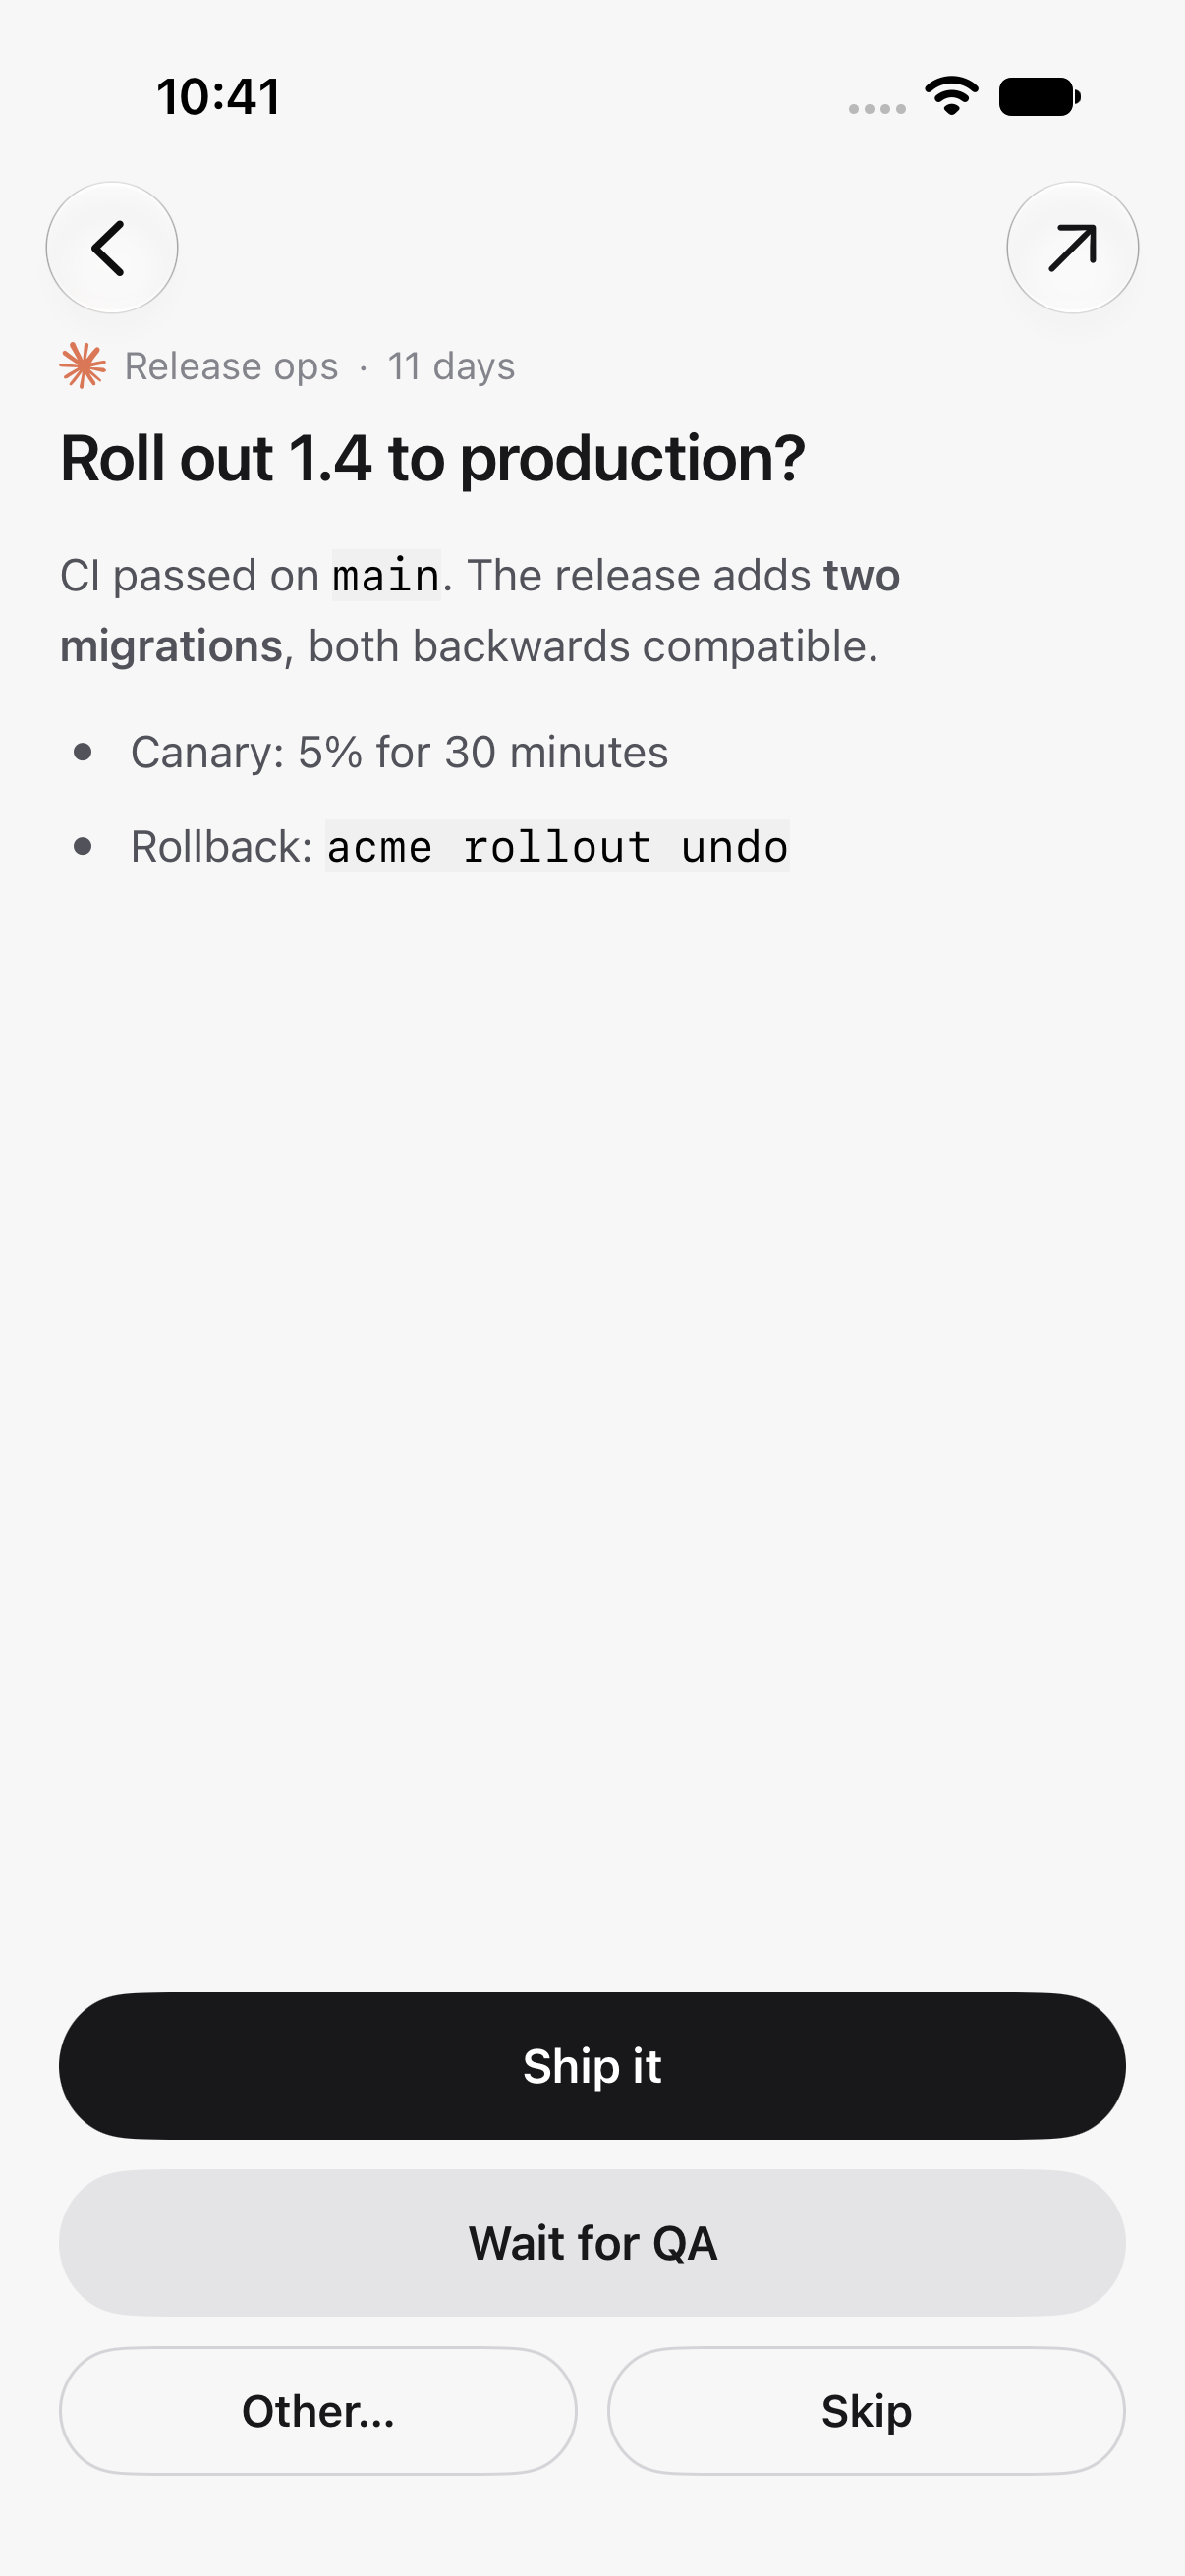 10:41
Release ops · 11 days
Roll out 1.4 to production?
CI passed on main. The release adds two
migrations, both backwards compatible.
• Canary: 5% for 30 minutes
• Rollback: acme rollout undo
Ship it
Wait for QA
Other...
Skip